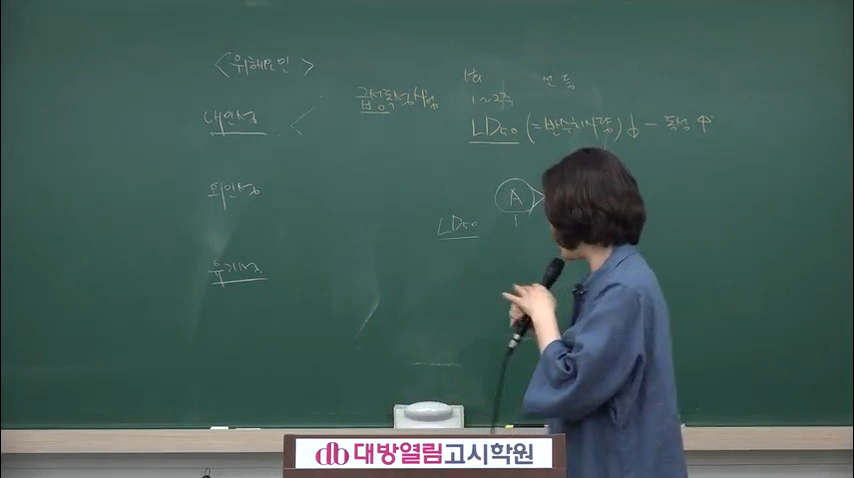 <위해요인>
내인성
외인성
유기성
급성독성시험
1회
1~2주
LD50 (=반수치사량) ↓ - 독성 ↑
A
1
LD50
db 대방열림고시학원